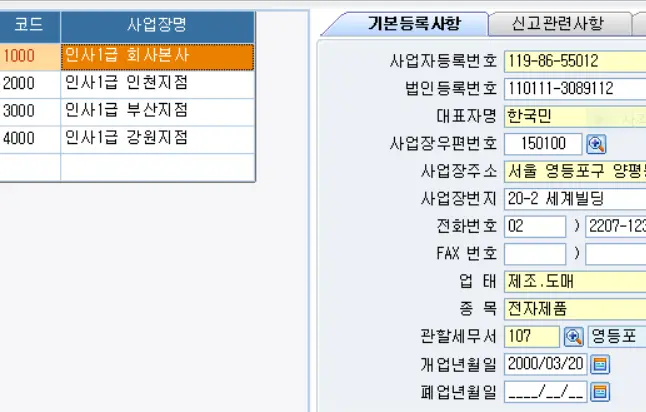 코드 사업장명
1000 인사1급 회사본사
2000 인사1급 인천지점
3000 인사1급 부산지점
4000 인사1급 강원지점
기본등록사항 신고관련사항
사업자등록번호 119-86-55012
법인등록번호 110111-3089112
대표자명 한국민
사업장우편번호 150100
사업장주소 서울 영등포구 양평
사업장번지 20-2 세계빌딩
전화번호 02 ) 2207-123
FAX 번호 )
업 태 제조.도매
종 목 전자제품
관할세무서 107 영등포
개업년월일 2000/03/20
폐업년월일 ____/__/__